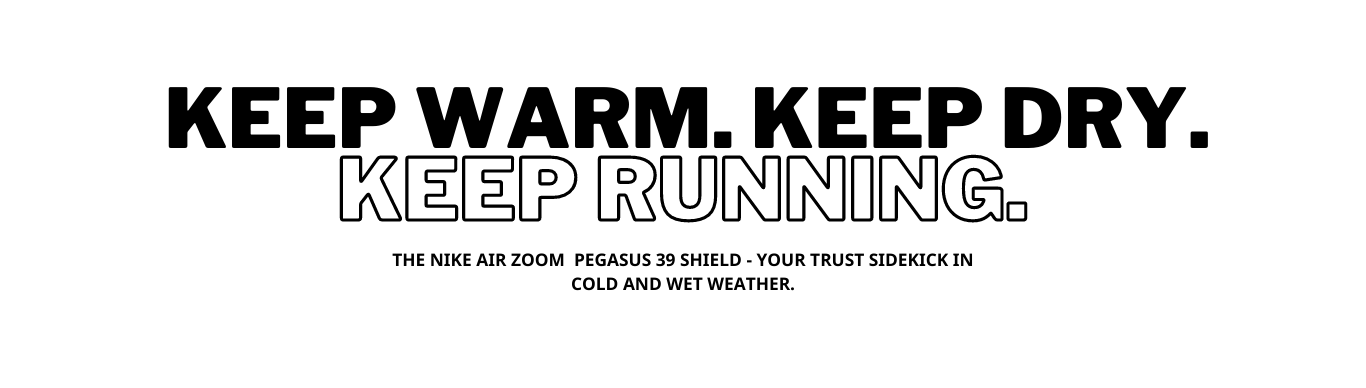 KEEP WARM. KEEP DRY.
KEEP RUNNING.
THE NIKE AIR ZOOM  PEGASUS 39 SHIELD - YOUR TRUST SIDEKICK IN
COLD AND WET WEATHER.